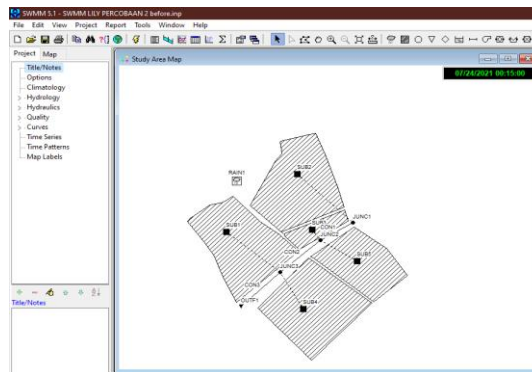 SWMM 5.1 - SWMM LILY PERCOBAAN 2 before.inp
File Edit View Project Report Tools Window Help
Project Map
Study Area Map
07/24/2021 00:15:00
Title/Notes
Options
Climatology
Hydrology
Hydraulics
Quality
Curves
Time Series
Time Patterns
Map Labels
SUB2
RAIN1
SUB1
CON1
JUNC1
JUNC2
CON2
SUB5
JUNC3
CON3
OUTF1
SUB4
Title/Notes